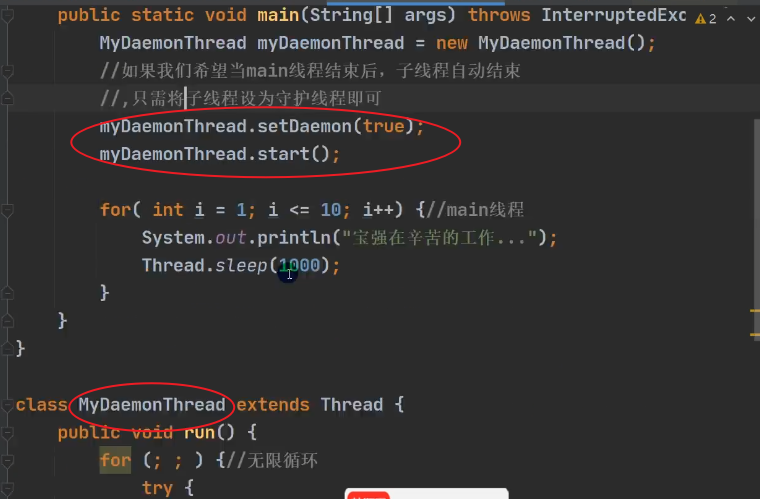 public static void main(String[] args) throws InterruptedExc 2
MyDaemonThread myDaemonThread = new MyDaemonThread();
//如果我们希望当main线程结束后，子线程自动结束
//,只需将子线程设为守护线程即可
myDaemonThread.setDaemon(true);
myDaemonThread.start();
for( int i = 1; i <= 10; i++) {//main线程
System.out.println("宝强在辛苦的工作...");
Thread.sleep(1000);
}
}
}
class MyDaemonThread extends Thread {
public void run() {
for (; ; ) {//无限循环
try {